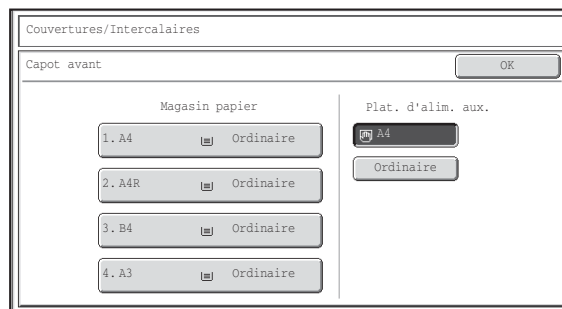 Couvertures/Intercalaires
Capot avant
OK
Magasin papier
Plat. d'alim. aux.
1. A4 Ordinaire
A4
Ordinaire
2. A4R Ordinaire
3. B4 Ordinaire
4. A3 Ordinaire